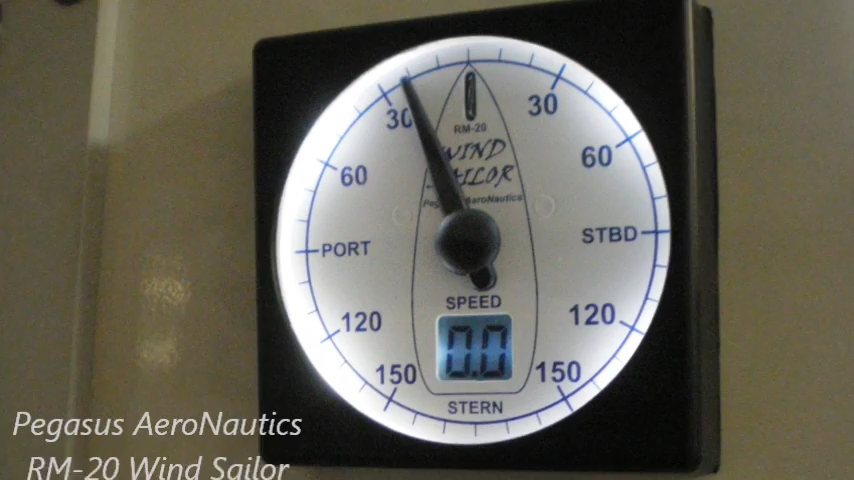 30
30
RM-20
WIND
SAILOR
Pegasus AeroNautics
60
60
PORT
STBD
SPEED
120
120
0.0
150
150
STERN
Pegasus AeroNautics
RM-20 Wind Sailor